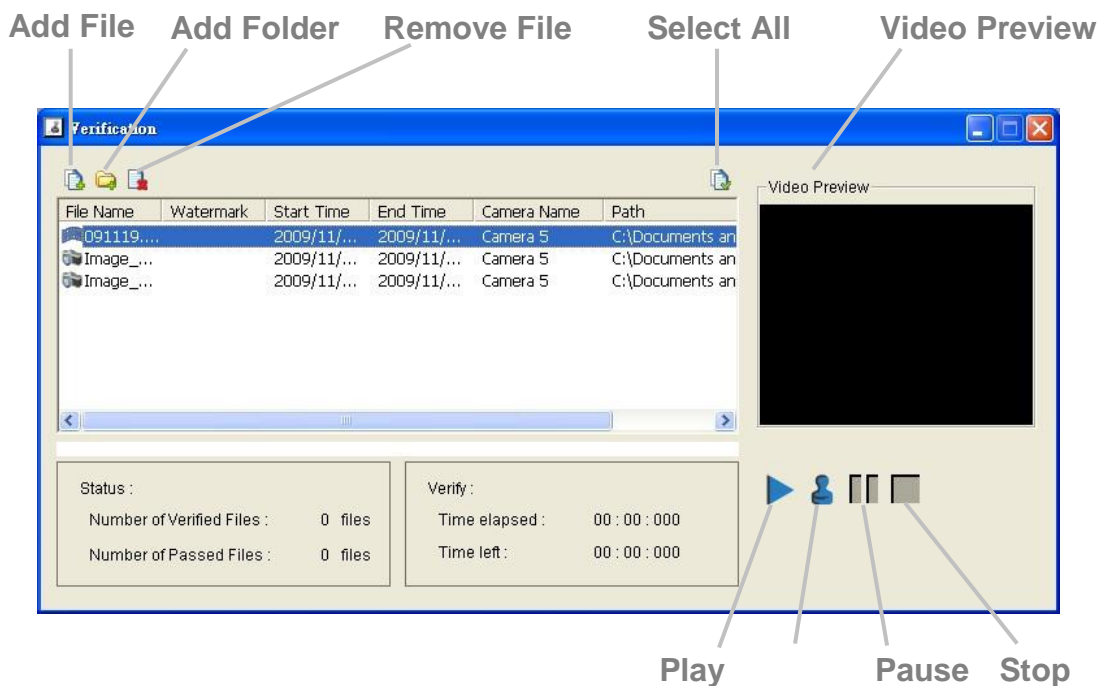 Add File Add Folder Remove File Select All Video Preview
Verification
Video Preview
File Name Watermark Start Time End Time Camera Name Path
091119.... 2009/11/... 2009/11/... Camera 5 C:\Documents an
Image_... 2009/11/... 2009/11/... Camera 5 C:\Documents an
Image_... 2009/11/... 2009/11/... Camera 5 C:\Documents an
Status :
Number of Verified Files : 0 files
Number of Passed Files : 0 files
Verify :
Time elapsed : 00 : 00 : 000
Time left : 00 : 00 : 000
Play Pause Stop